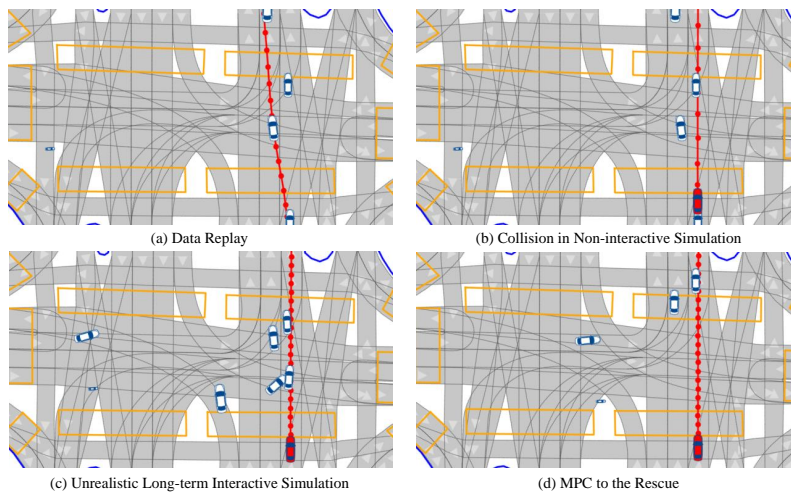 (a) Data Replay
(b) Collision in Non-interactive Simulation
(c) Unrealistic Long-term Interactive Simulation
(d) MPC to the Rescue